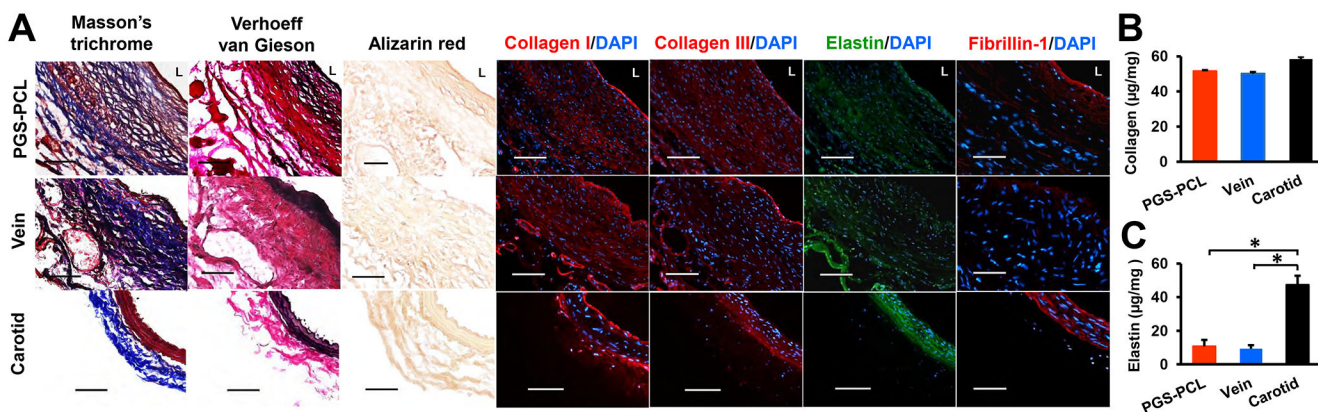 A
Masson's
trichrome
Verhoeff
van Gieson
Alizarin red
Collagen I/DAPI
Collagen III/DAPI
Elastin/DAPI
Fibrillin-1/DAPI
PGS-PCL
L
L
L
L
L
L
L
Vein
Carotid
B
Collagen (μg/mg)
60
40
20
0
PGS-PCL
Vein
Carotid
C
*
*
Elastin (μg/mg )
60
40
20
0
PGS-PCL
Vein
Carotid